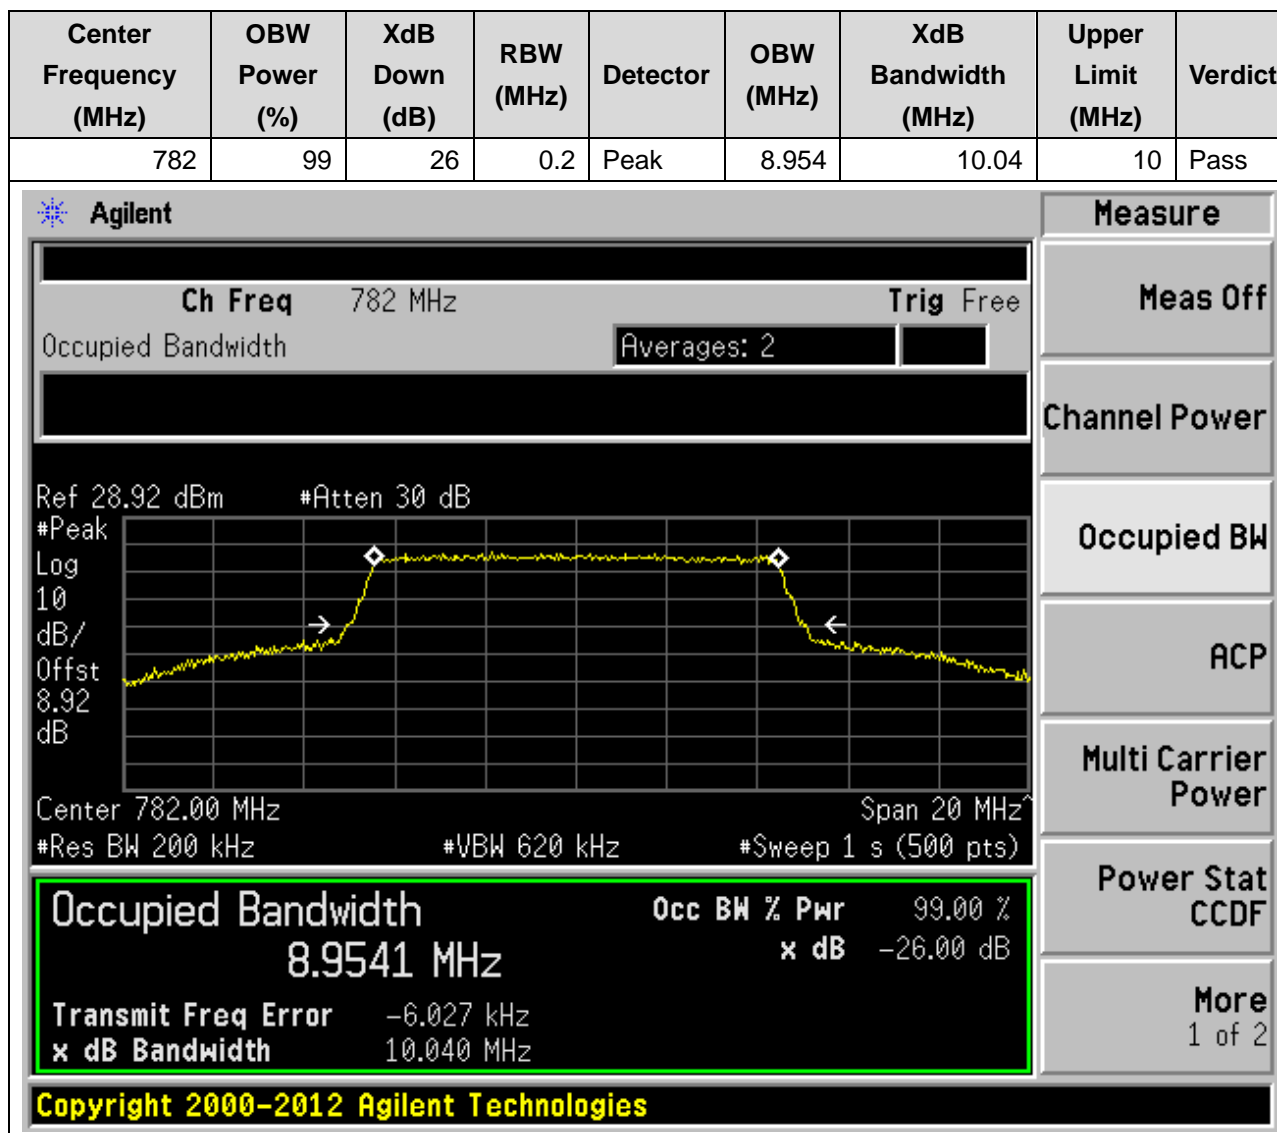 Center Frequency (MHz) OBW Power (%) XdB Down (dB) RBW (MHz) Detector OBW (MHz) XdB Bandwidth (MHz) Upper Limit (MHz) Verdict
782 99 26 0.2 Peak 8.954 10.04 10 Pass
Agilent
Measure
Ch Freq 782 MHz Trig Free
Meas Off
Occupied Bandwidth Averages: 2
Channel Power
Ref 28.92 dBm #Atten 30 dB
#Peak
Log
10
dB/
Offst
8.92
dB
Occupied BW
ACP
Multi Carrier
Power
Center 782.00 MHz Span 20 MHz^
#Res BW 200 kHz #VBW 620 kHz #Sweep 1 s (500 pts)
Power Stat
CCDF
Occupied Bandwidth Occ BW % Pwr 99.00 %
8.9541 MHz x dB -26.00 dB
Transmit Freq Error -6.027 kHz
x dB Bandwidth 10.040 MHz
More
1 of 2
Copyright 2000-2012 Agilent Technologies